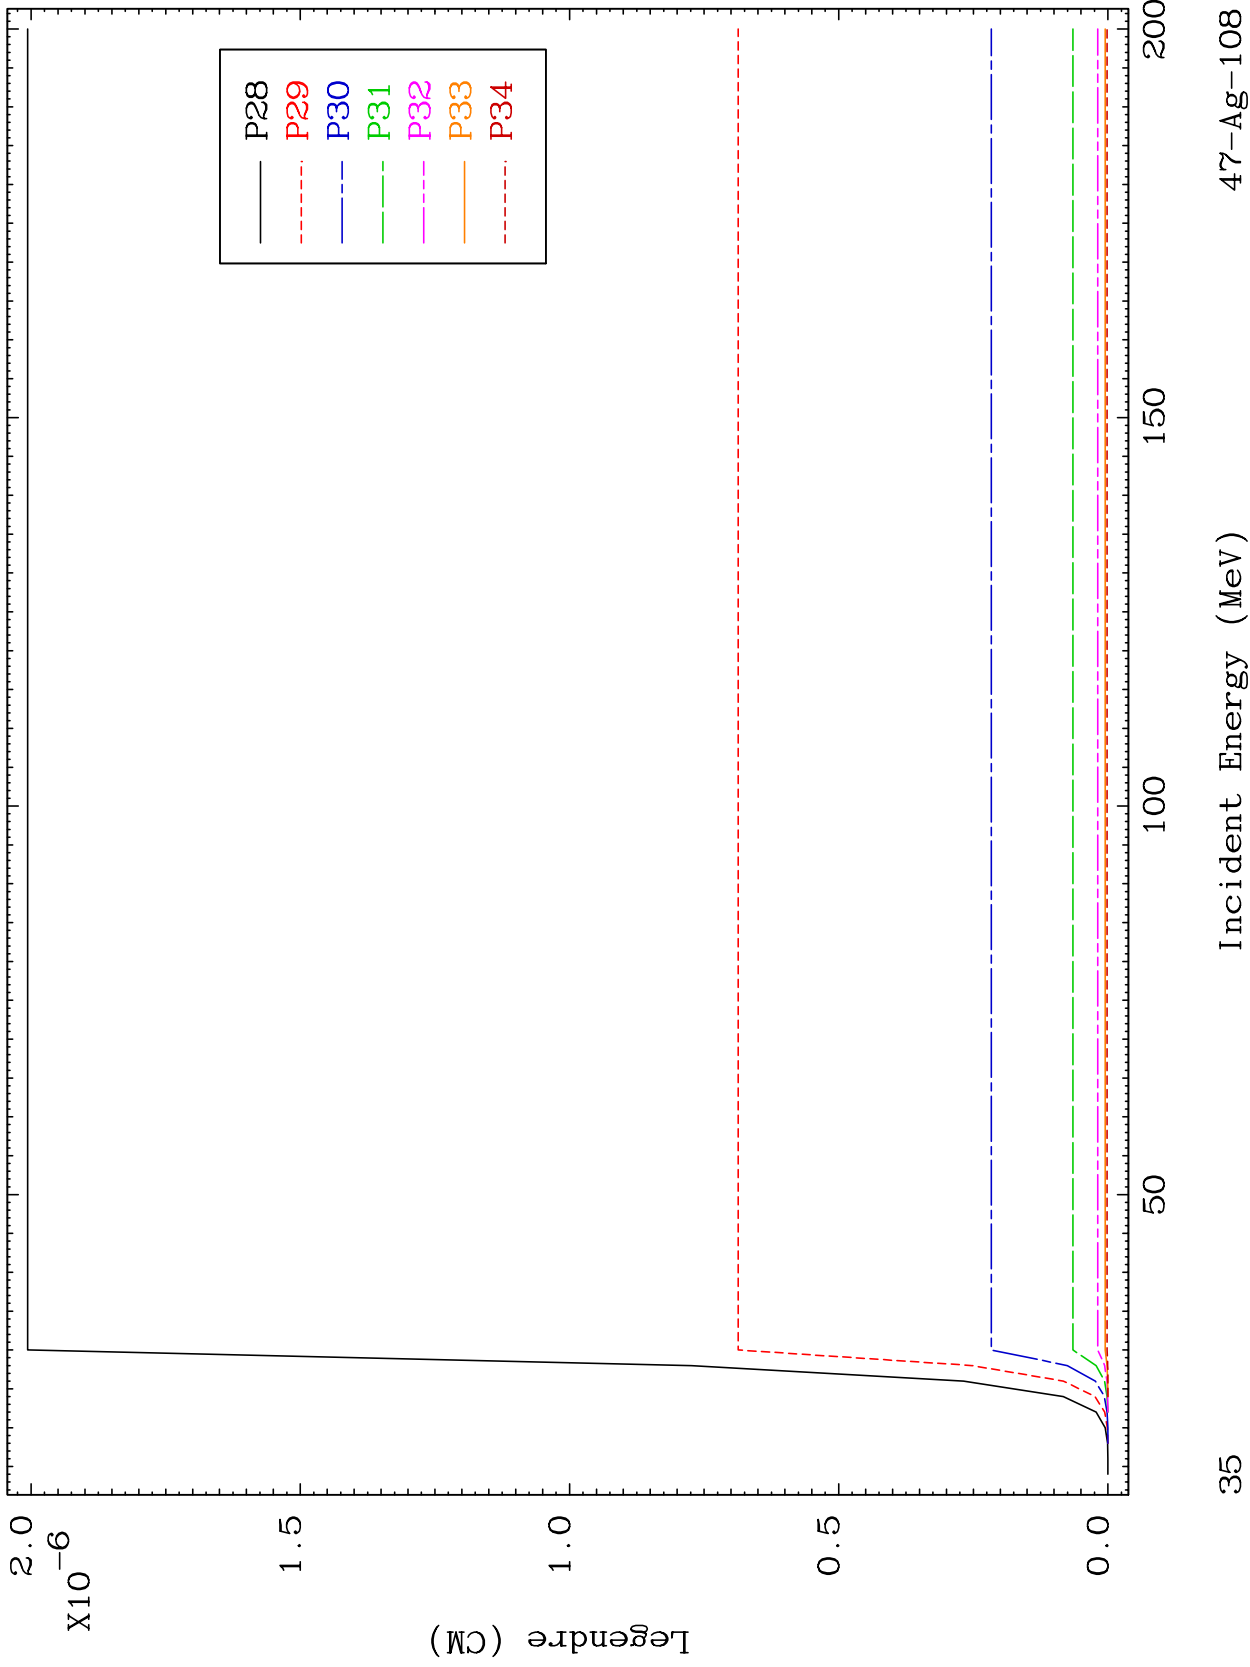 2.0
X10-6
1.5
1.0
0.5
0.0
Legendre (CM)
P28
P29
P30
P31
P32
P33
P34
50
100
150
200
Incident Energy (MeV)
35
47-Ag-108